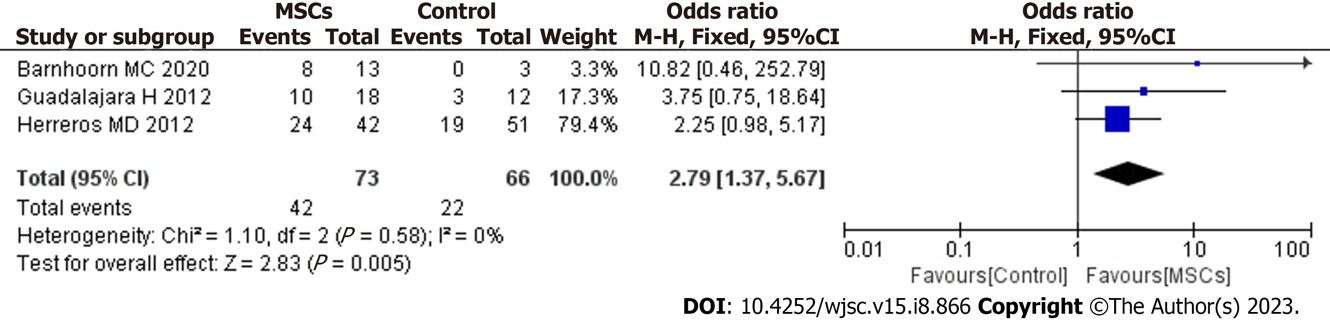 MSCs Control Odds ratio Odds ratio
Study or subgroup Events Total Events Total Weight M-H, Fixed, 95%CI M-H, Fixed, 95%CI
Barnhoorn MC 2020 8 13 0 3 3.3% 10.82 [0.46, 252.79]
Guadalajara H 2012 10 18 3 12 17.3% 3.75 [0.75, 18.64]
Herreros MD 2012 24 42 19 51 79.4% 2.25 [0.98, 5.17]
Total (95% CI) 73 66 100.0% 2.79 [1.37, 5.67]
Total events 42 22
Heterogeneity: Chi² = 1.10, df = 2 (P = 0.58); I² = 0%
Test for overall effect: Z = 2.83 (P = 0.005)
0.01 0.1 1 10 100
Favours[Control] Favours[MSCs]
DOI: 10.4252/wjsc.v15.i8.866 Copyright ©The Author(s) 2023.